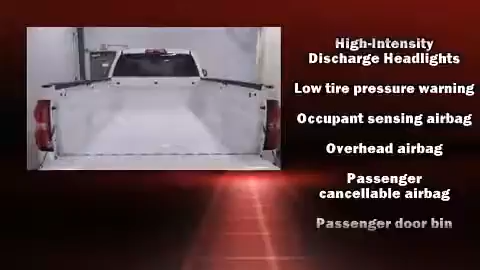 High-Intensity
Discharge Headlights
Low tire pressure warning
Occupant sensing airbag
Overhead airbag
Passenger
cancellable airbag
Passenger door bin